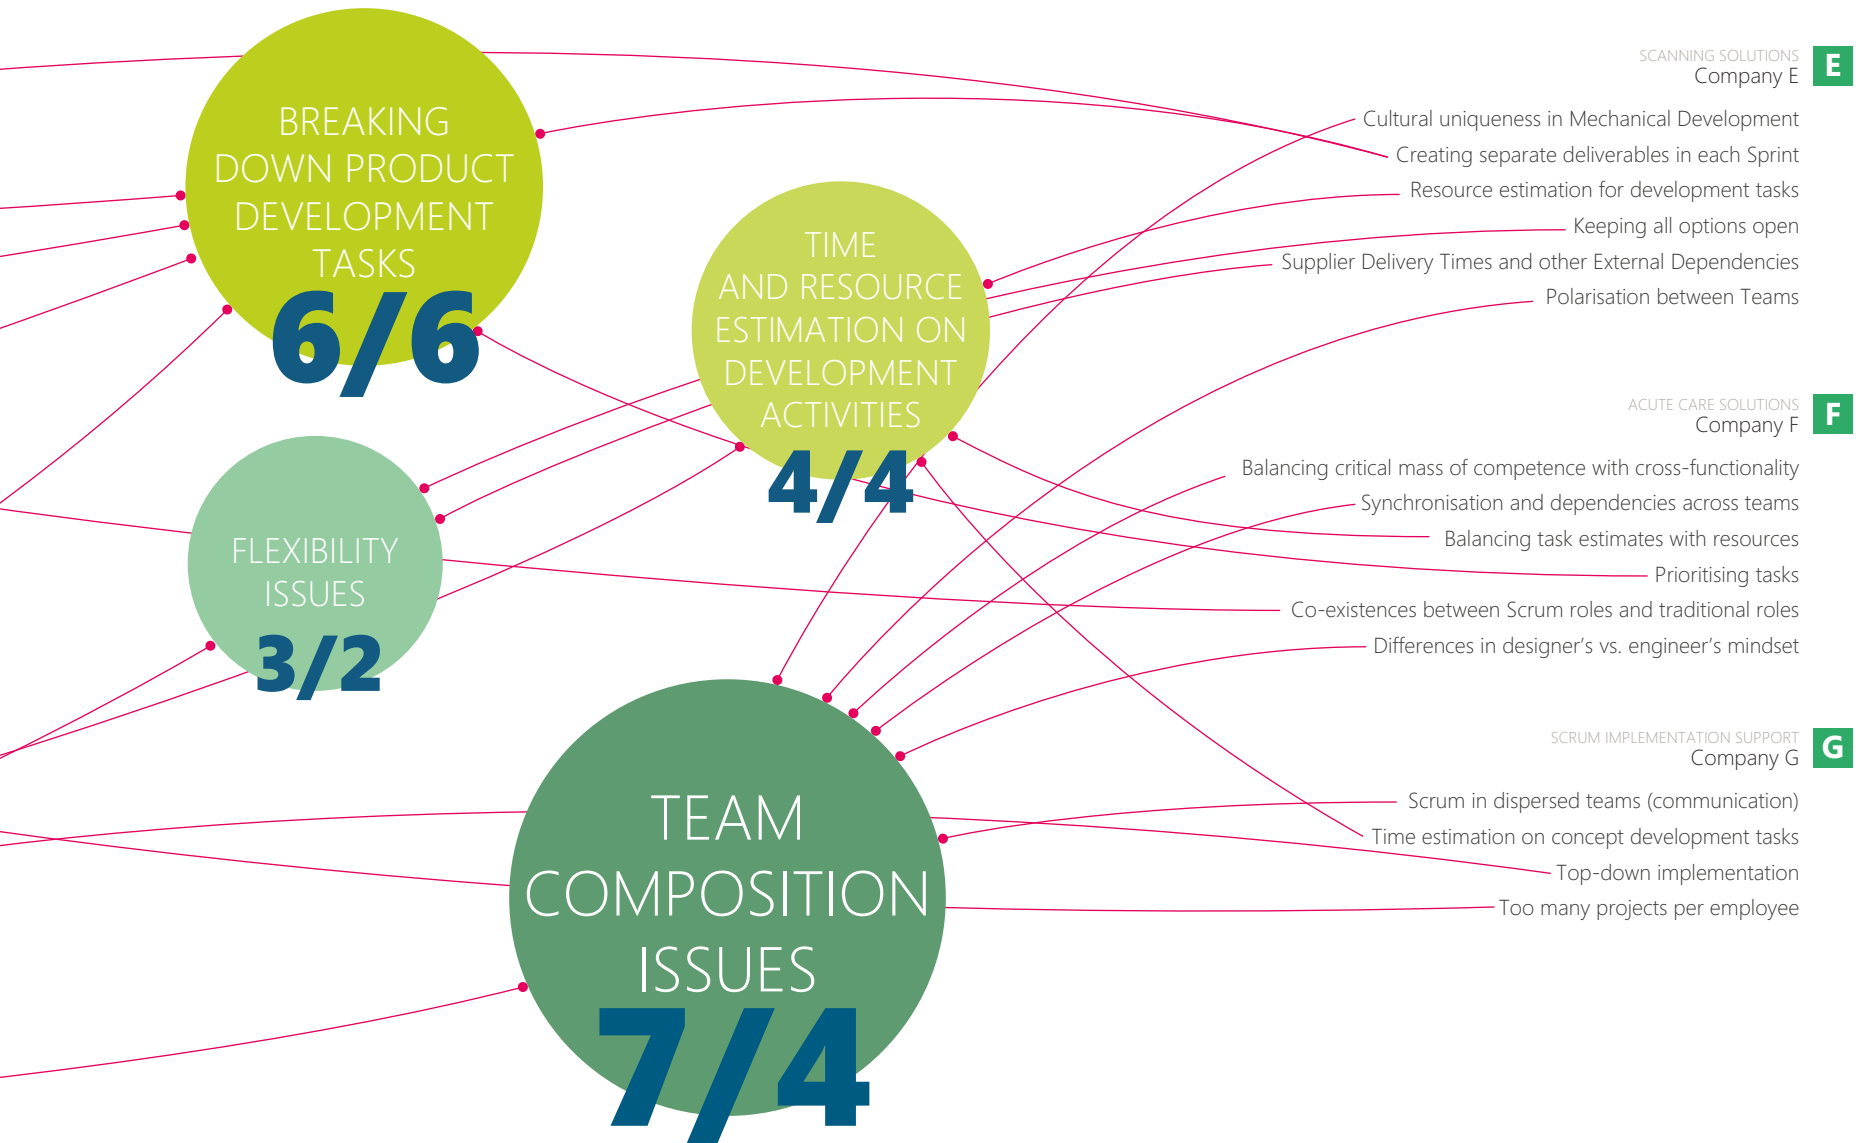 BREAKING
DOWN PRODUCT
DEVELOPMENT
TASKS
6/6
TIME
AND RESOURCE
ESTIMATION ON
DEVELOPMENT
ACTIVITIES
4/4
FLEXIBILITY
ISSUES
3/2
TEAM
COMPOSITION
ISSUES
7/4
SCANNING SOLUTIONS
Company E
E
Cultural uniqueness in Mechanical Development
Creating separate deliverables in each Sprint
Resource estimation for development tasks
Keeping all options open
Supplier Delivery Times and other External Dependencies
Polarisation between Teams
ACUTE CARE SOLUTIONS
Company F
F
Balancing critical mass of competence with cross-functionality
Synchronisation and dependencies across teams
Balancing task estimates with resources
Prioritising tasks
Co-existences between Scrum roles and traditional roles
Differences in designer’s vs. engineer’s mindset
SCRUM IMPLEMENTATION SUPPORT
Company G
G
Scrum in dispersed teams (communication)
Time estimation on concept development tasks
Top-down implementation
Too many projects per employee